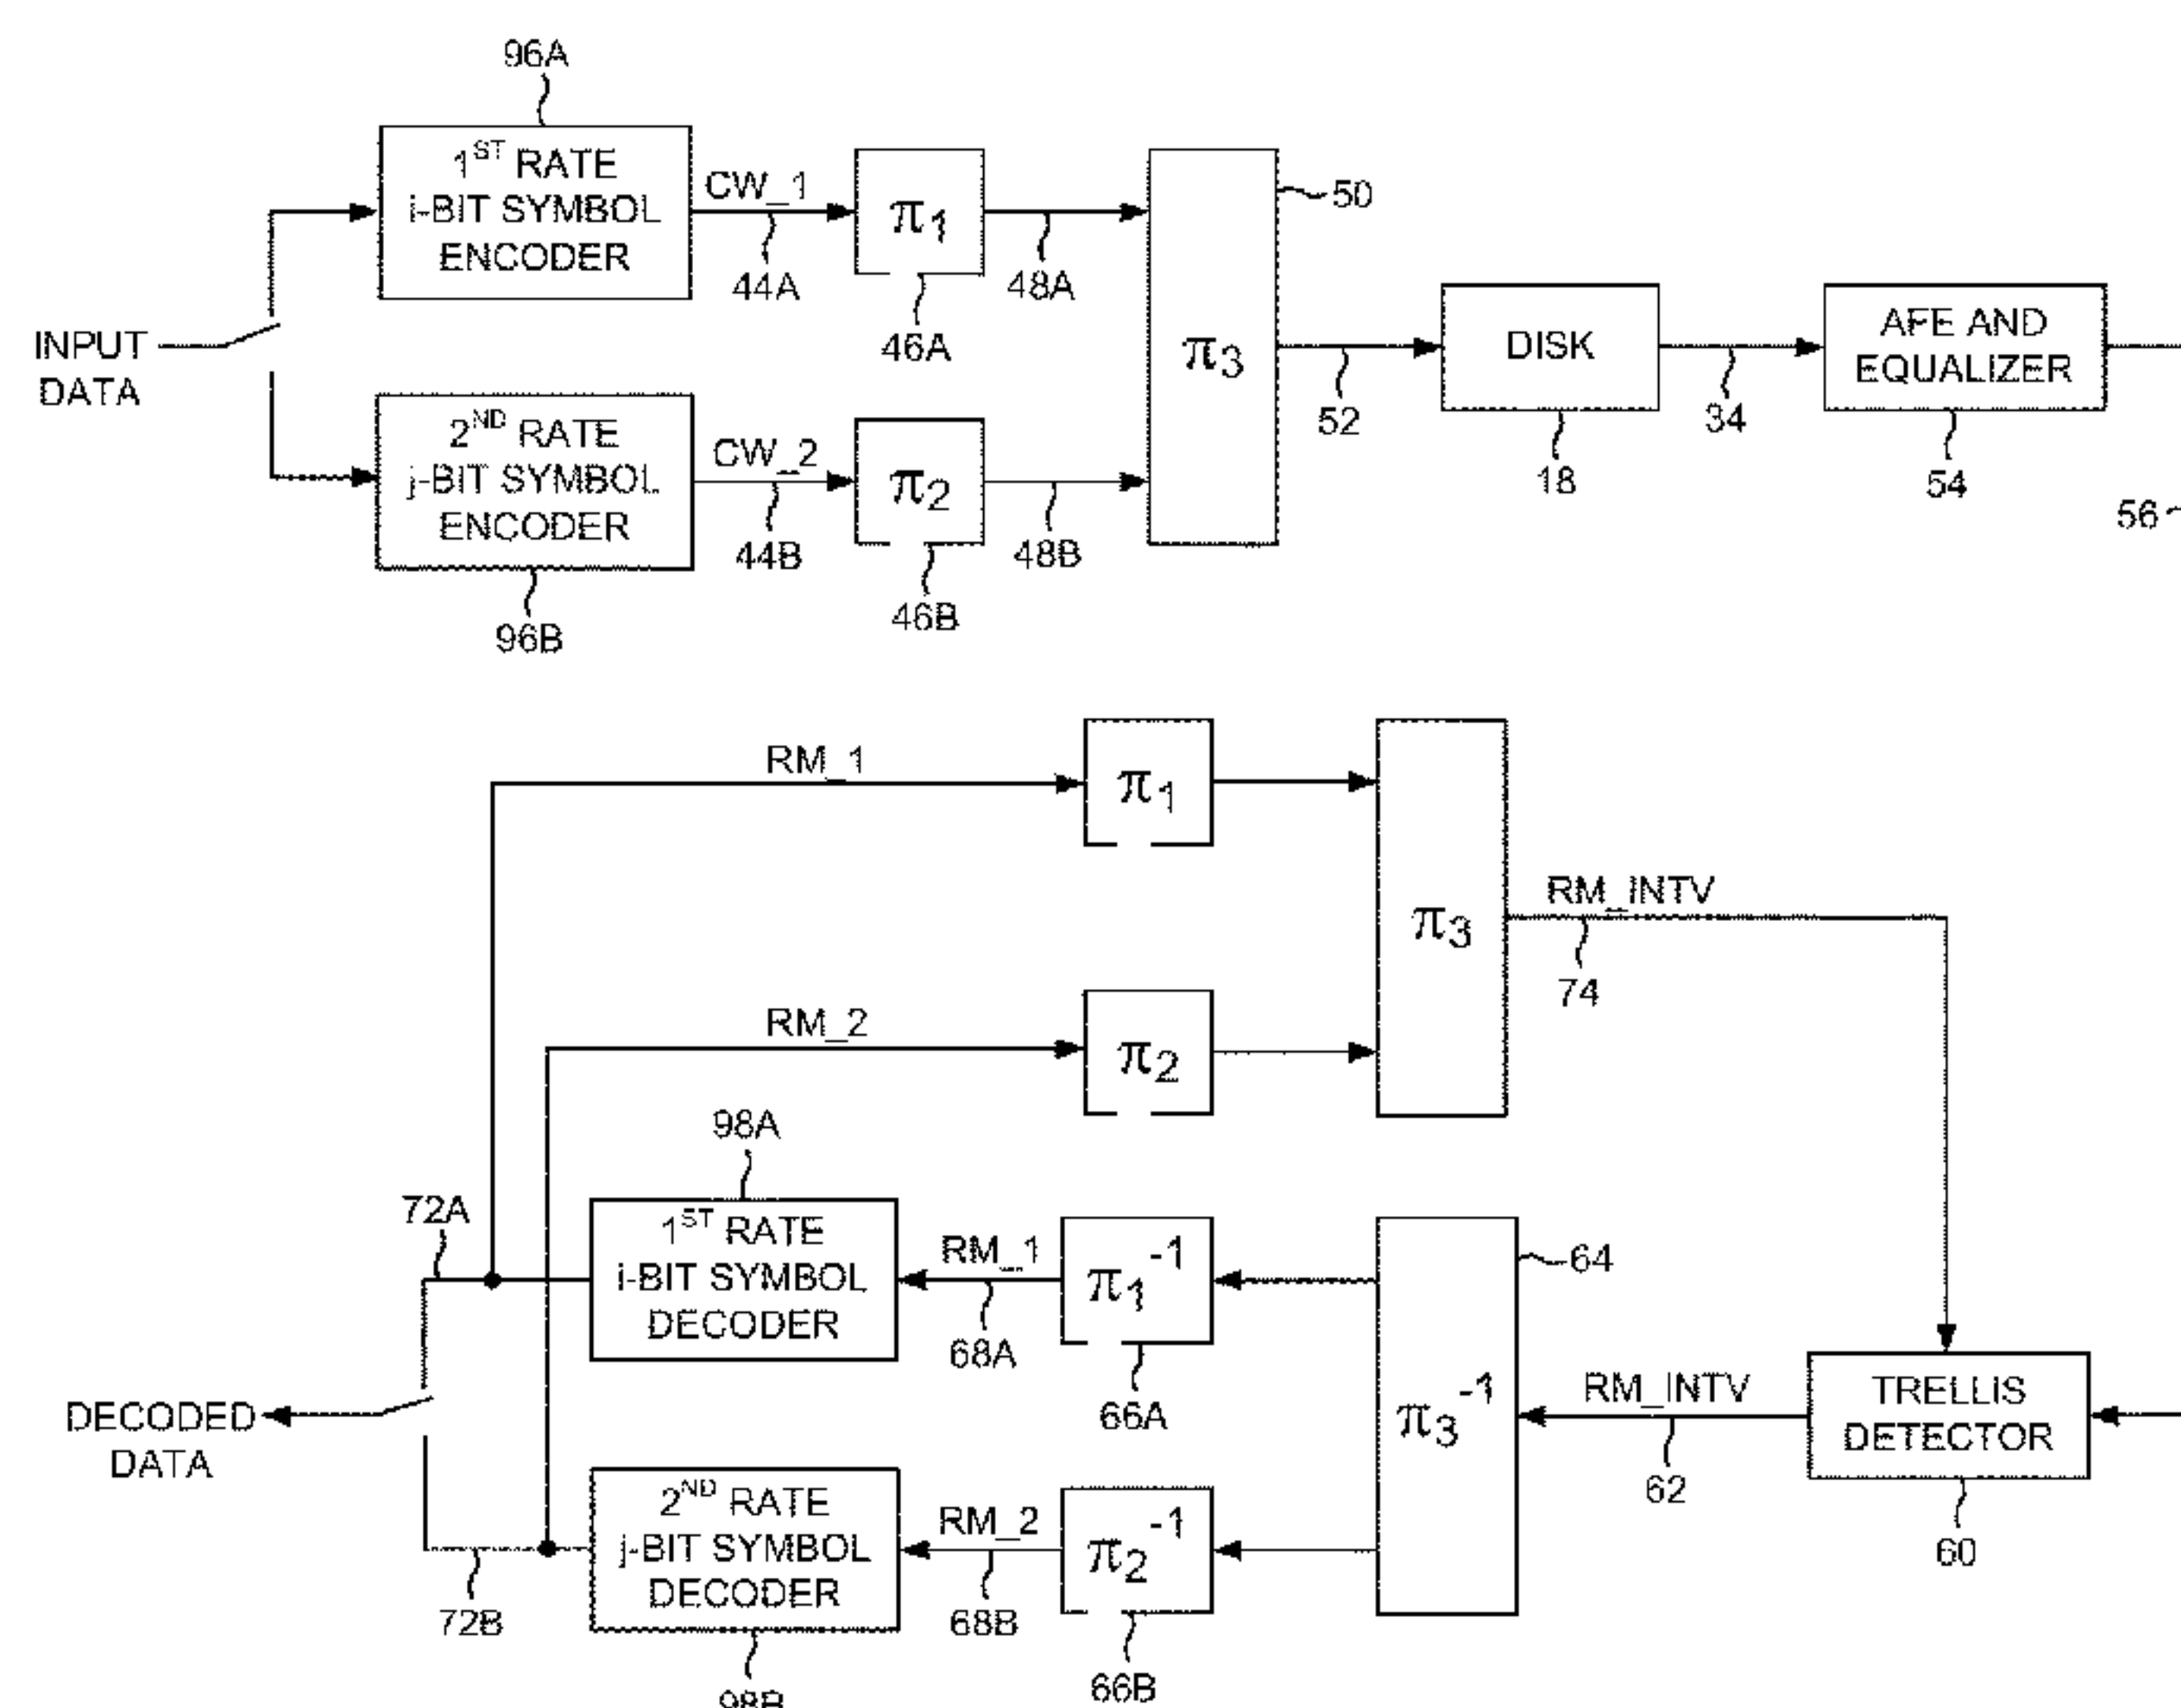 96A
1ST RATE
i-BIT SYMBOL
ENCODER
CW_1
44A
π1
46A
48A
50
INPUT
DATA
2ND RATE
j-BIT SYMBOL
ENCODER
96B
CW_2
44B
π2
46B
48B
π3
52
DISK
18
34
AFE AND
EQUALIZER
54
56
RM_1
π1
RM_2
π2
π3
RM_INTV
74
98A
72A
1ST RATE
i-BIT SYMBOL
DECODER
RM_1
68A
π1-1
66A
64
DECODED
DATA
π3-1
RM_INTV
62
TRELLIS
DETECTOR
60
72B
2ND RATE
j-BIT SYMBOL
DECODER
98B
RM_2
68B
π2-1
66B